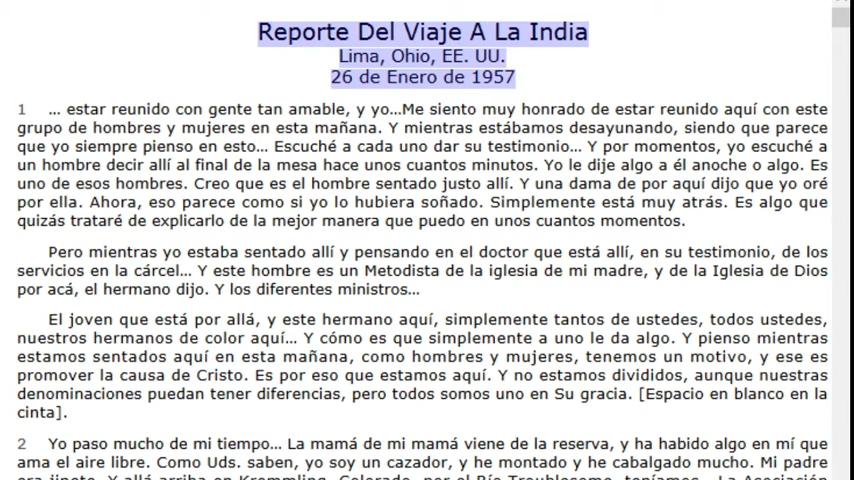 Reporte Del Viaje A La India
Lima, Ohio, EE. UU.
26 de Enero de 1957
1 ... estar reunido con gente tan amable, y yo...Me siento muy honrado de estar reunido aquí con este
grupo de hombres y mujeres en esta mañana. Y mientras estábamos desayunando, siendo que parece
que yo siempre pienso en esto... Escuché a cada uno dar su testimonio... Y por momentos, yo escuché a
un hombre decir allí al final de la mesa hace unos cuantos minutos. Yo le dije algo a él anoche o algo. Es
uno de esos hombres. Creo que es el hombre sentado justo allí. Y una dama de por aquí dijo que yo oré
por ella. Ahora, eso parece como si yo lo hubiera soñado. Simplemente está muy atrás. Es algo que
quizás trataré de explicarlo de la mejor manera que puedo en unos cuantos momentos.
Pero mientras yo estaba sentado allí y pensando en el doctor que está allí, en su testimonio, de los
servicios en la cárcel... Y este hombre es un Metodista de la iglesia de mi madre, y de la Iglesia de Dios
por acá, el hermano dijo. Y los diferentes ministros...
El joven que está por allá, y este hermano aquí, simplemente tantos de ustedes, todos ustedes,
nuestros hermanos de color aquí... Y cómo es que simplemente a uno le da algo. Y pienso mientras
estamos sentados aquí en esta mañana, como hombres y mujeres, tenemos un motivo, y ese es
promover la causa de Cristo. Es por eso que estamos aquí. Y no estamos divididos, aunque nuestras
denominaciones puedan tener diferencias, pero todos somos uno en Su gracia. [Espacio en blanco en la
cinta].
2 Yo paso mucho de mi tiempo... La mamá de mi mamá viene de la reserva, y ha habido algo en mí que
ama el aire libre. Como Uds. saben, yo soy un cazador, y he montado y he cabalgado mucho. Mi padre
era jinete. Y allá arriba en Kremmling, Colorado, por el Río Troublesome, teníamos... La Asociación